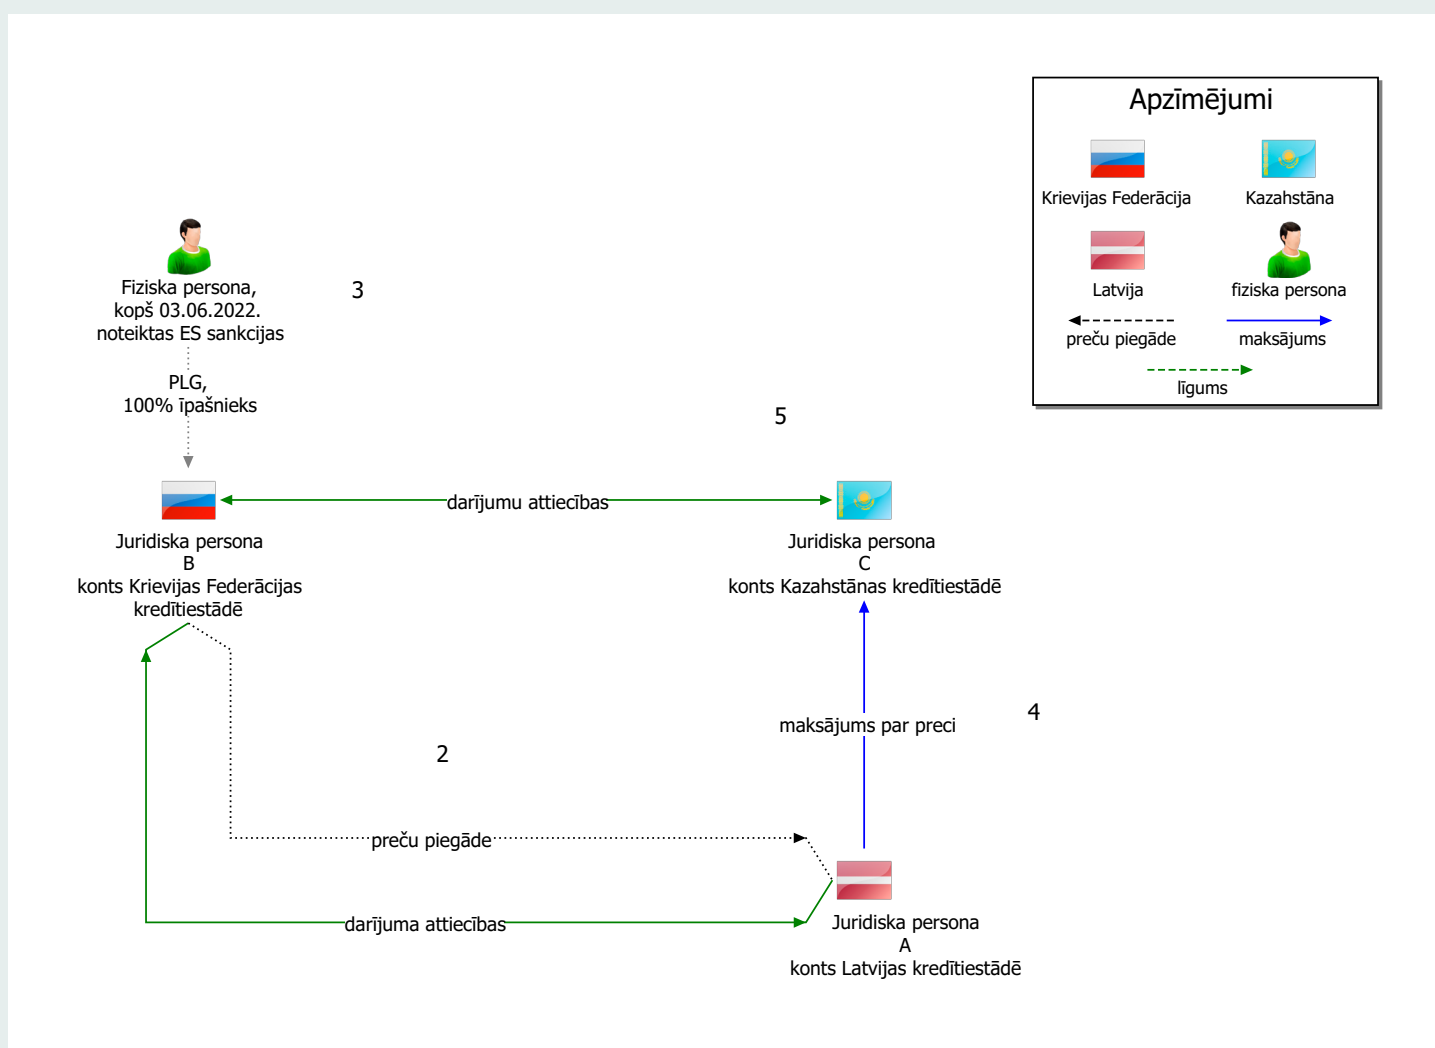 Apzīmējumi
Krievijas Federācija
Kazahstāna
Latvija
fiziska persona
preču piegāde
maksājums
līgums
Fiziska persona,
kopš 03.06.2022.
noteiktas ES sankcijas
3
PLG,
100% īpašnieks
5
darījumu attiecības
Juridiska persona
B
konts Krievijas Federācijas
kredītiestādē
Juridiska persona
C
konts Kazahstānas kredītiestādē
4
maksājums par preci
2
preču piegāde
darījuma attiecības
Juridiska persona
A
konts Latvijas kredītiestādē